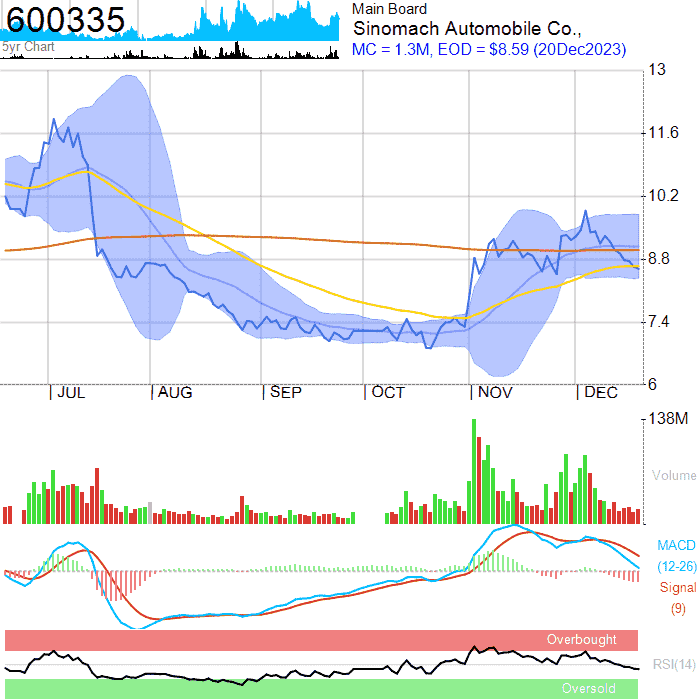 600335
5yr Chart
Main Board
Sinomach Automobile Co.,
MC = 1.3M, EOD = $8.59 (20Dec2023)
13
11.6
10.2
8.8
7.4
6
JUL
AUG
SEP
OCT
NOV
DEC
138M
Volume
MACD
(12-26)
Signal
(9)
Overbought
RSI(14)
Oversold